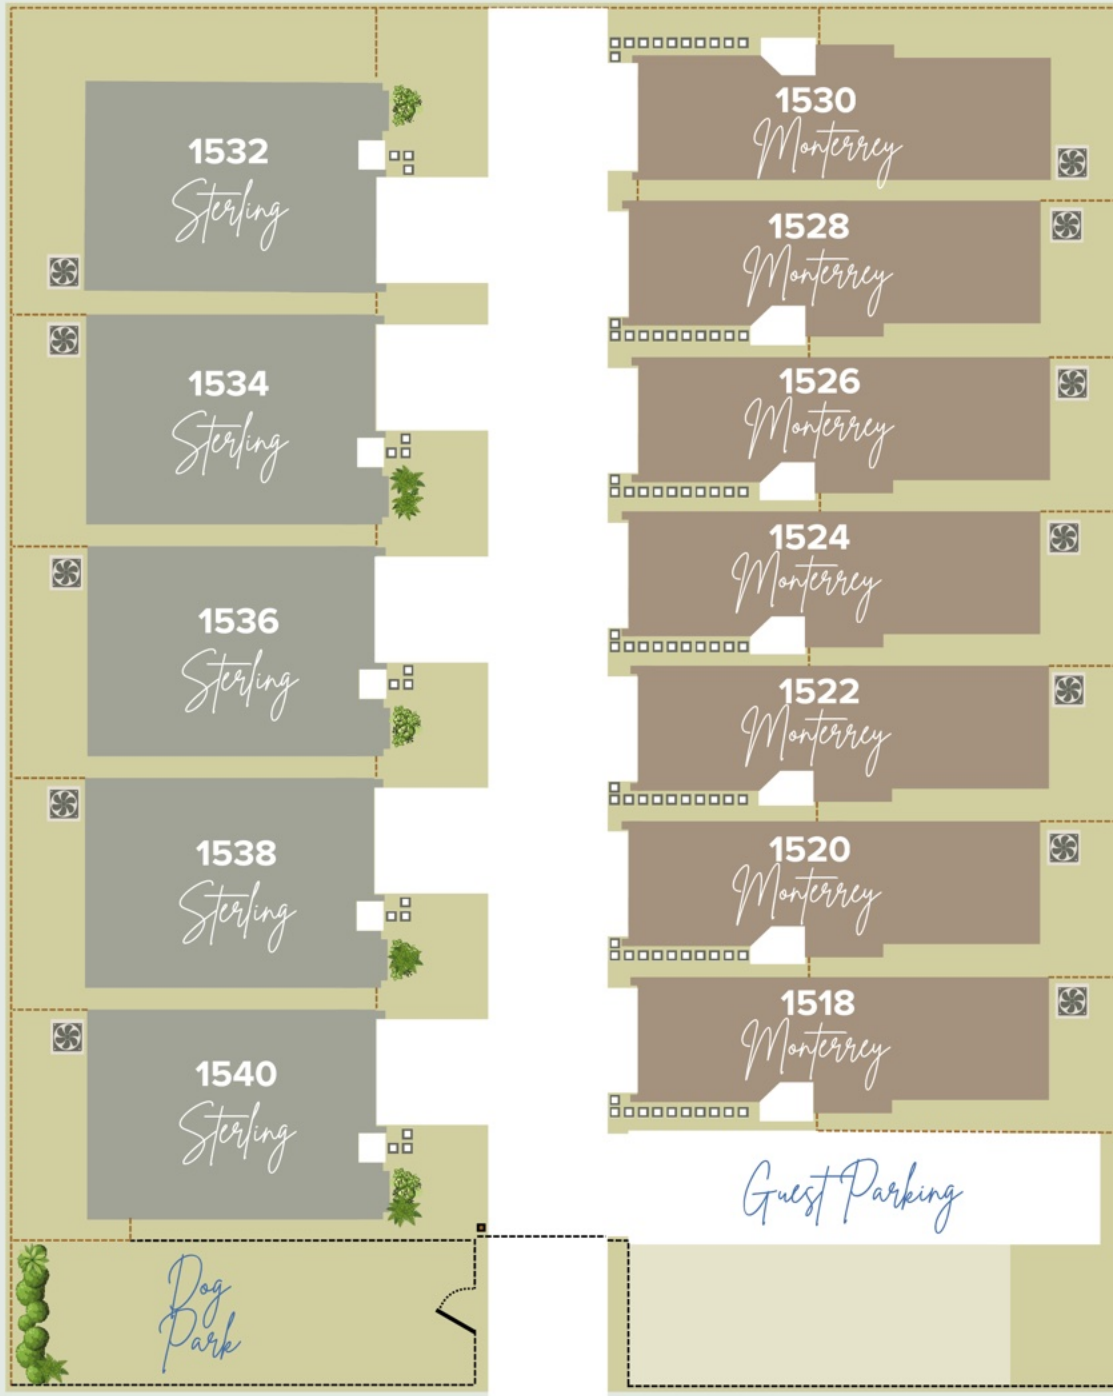 1532
Sterling
1534
Sterling
1536
Sterling
1538
Sterling
1540
Sterling
Dog
Park
1530
Monterrey
1528
Monterrey
1526
Monterrey
1524
Monterrey
1522
Monterrey
1520
Monterrey
1518
Monterrey
Guest Parking